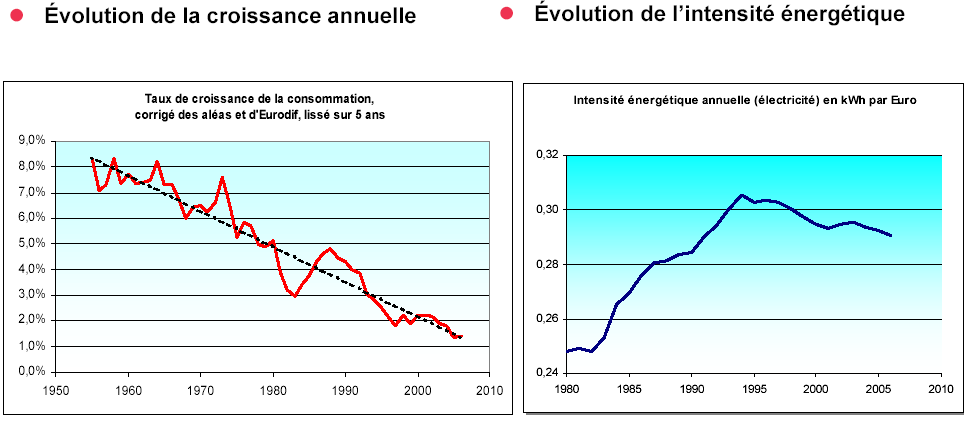 Évolution de la croissance annuelle
Évolution de l'intensité énergétique
Taux de croissance de la consommation,
corrigé des aléas et d'Eurodif, lissé sur 5 ans
9,0%
8,0%
7,0%
6,0%
5,0%
4,0%
3,0%
2,0%
1,0%
0,0%
1950 1960 1970 1980 1990 2000 2010
Intensité énergétique annuelle (électricité) en kWh par Euro
0,32
0,30
0,28
0,26
0,24
1980 1985 1990 1995 2000 2005 2010